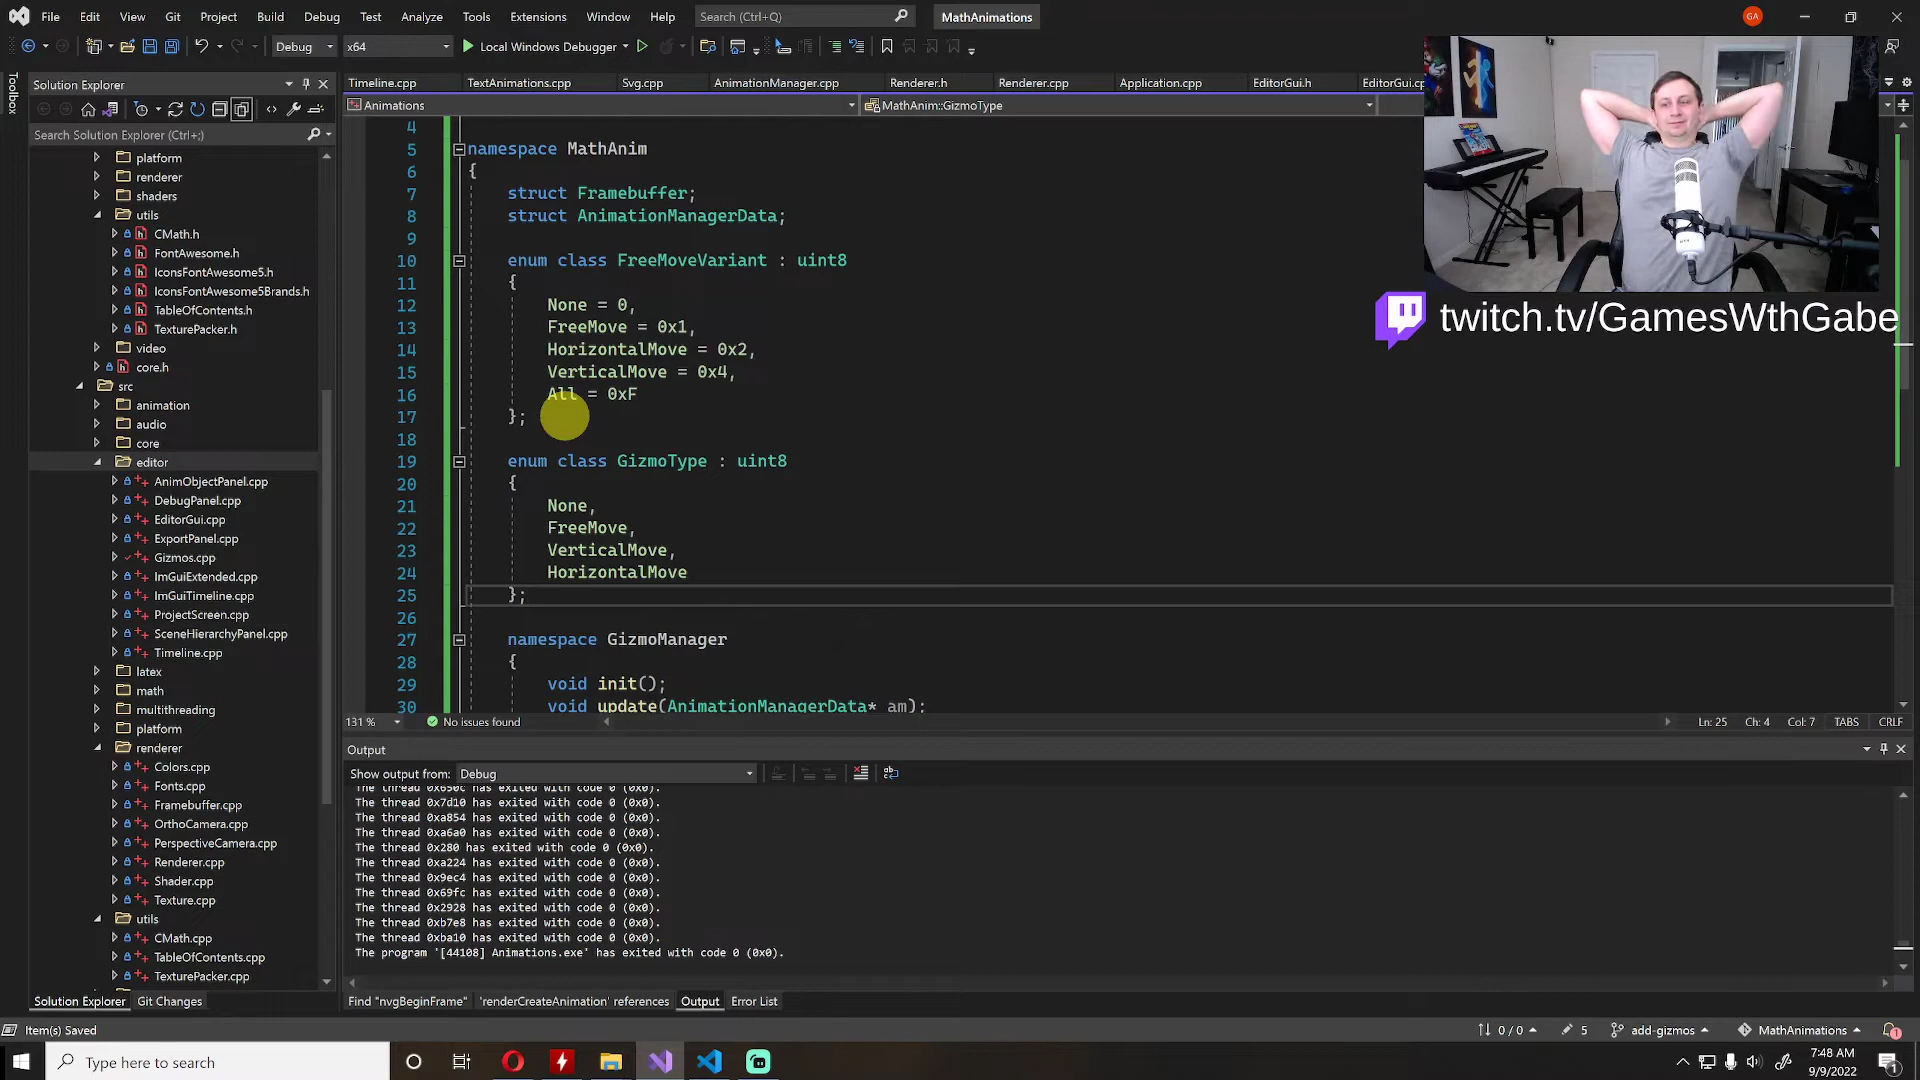 File Edit View Git Project Build Debug Test Analyze Tools Extensions Window Help Search (Ctrl+Q) MathAnimations GA
Debug x64 Local Windows Debugger
Toolbox
Solution Explorer
Search Solution Explorer (Ctrl+;)
platform
renderer
shaders
utils
CMath.h
FontAwesome.h
IconsFontAwesome5.h
IconsFontAwesome5Brands.h
TableOfContents.h
TexturePacker.h
video
core.h
src
animation
audio
core
editor
AnimObjectPanel.cpp
DebugPanel.cpp
EditorGui.cpp
ExportPanel.cpp
Gizmos.cpp
ImGuiExtended.cpp
ImGuiTimeline.cpp
ProjectScreen.cpp
SceneHierarchyPanel.cpp
Timeline.cpp
latex
math
multithreading
platform
renderer
Colors.cpp
Fonts.cpp
Framebuffer.cpp
OrthoCamera.cpp
PerspectiveCamera.cpp
Renderer.cpp
Shader.cpp
Texture.cpp
utils
CMath.cpp
TableOfContents.cpp
TexturePacker.cpp
Solution Explorer Git Changes
Timeline.cpp TextAnimations.cpp Svg.cpp AnimationManager.cpp Renderer.h Renderer.cpp Application.cpp EditorGui.h EditorGui.cp
Animations MathAnim::GizmoType
4
5 namespace MathAnim
6 {
7 struct Framebuffer;
8 struct AnimationManagerData;
9
10 enum class FreeMoveVariant : uint8
11 {
12 None = 0,
13 FreeMove = 0x1,
14 HorizontalMove = 0x2,
15 VerticalMove = 0x4,
16 All = 0xF
17 };
18
19 enum class GizmoType : uint8
20 {
21 None,
22 FreeMove,
23 VerticalMove,
24 HorizontalMove
25 };
26
27 namespace GizmoManager
28 {
29 void init();
30 void update(AnimationManagerData* am);
twitch.tv/GamesWthGabe
131 % No issues found Ln: 25 Ch: 4 Col: 7 TABS CRLF
Output
Show output from: Debug
The thread 0x650c has exited with code 0 (0x0).
The thread 0x7d10 has exited with code 0 (0x0).
The thread 0xa854 has exited with code 0 (0x0).
The thread 0xa6a0 has exited with code 0 (0x0).
The thread 0x280 has exited with code 0 (0x0).
The thread 0xa224 has exited with code 0 (0x0).
The thread 0x9ec4 has exited with code 0 (0x0).
The thread 0x69fc has exited with code 0 (0x0).
The thread 0x2928 has exited with code 0 (0x0).
The thread 0xb7e8 has exited with code 0 (0x0).
The thread 0xba10 has exited with code 0 (0x0).
The program '[44108] Animations.exe' has exited with code 0 (0x0).
Find "nvgBeginFrame" 'renderCreateAnimation' references Output Error List
Item(s) Saved 0 / 0 5 add-gizmos MathAnimations 1
Type here to search 7:48 AM
9/9/2022 1